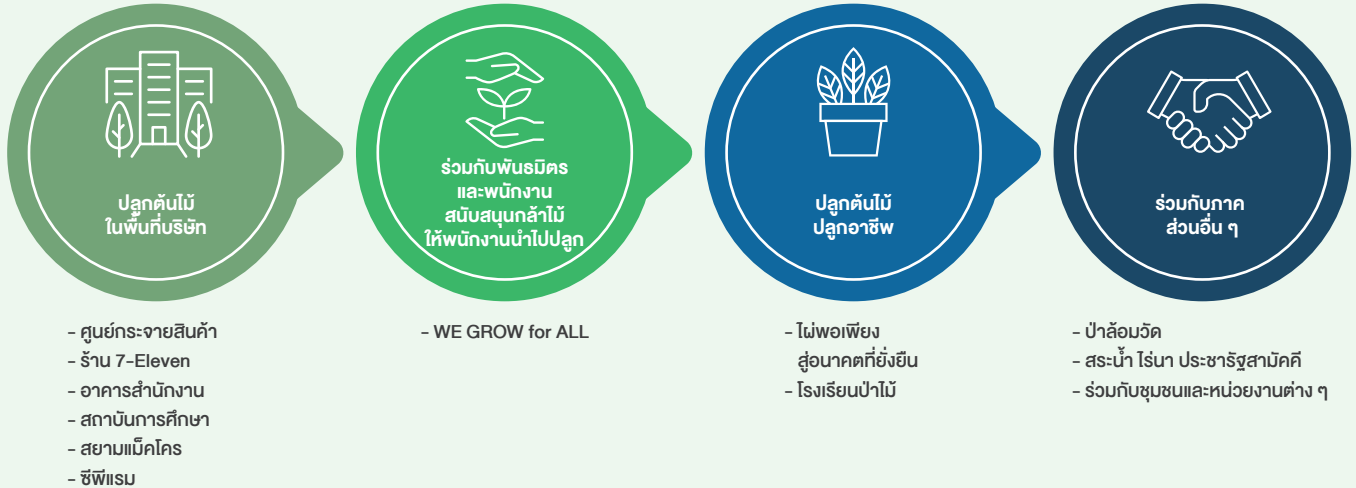 ปลูกต้นไม้
ในพื้นที่บริษัท
ร่วมกับพันธมิตร
และพนักงาน
สนับสนุนกล้าไม้
ให้พนักงานนำไปปลูก
ปลูกต้นไม้
ปลูกอาชีพ
ร่วมกับภาค
ส่วนอื่น ๆ
- ศูนย์กระจายสินค้า
- ร้าน 7-Eleven
- อาคารสำนักงาน
- สถาบันการศึกษา
- สยามแม็คโคร
- ซีพีแรม
- WE GROW for ALL
- ไผ่พอเพียง
สู่อนาคตที่ยั่งยืน
- โรงเรียนป่าไม้
- ป่าล้อมวัด
- สระน้ำ ไร่นา ประชารัฐสามัคคี
- ร่วมกับชุมชนและหน่วยงานต่าง ๆ